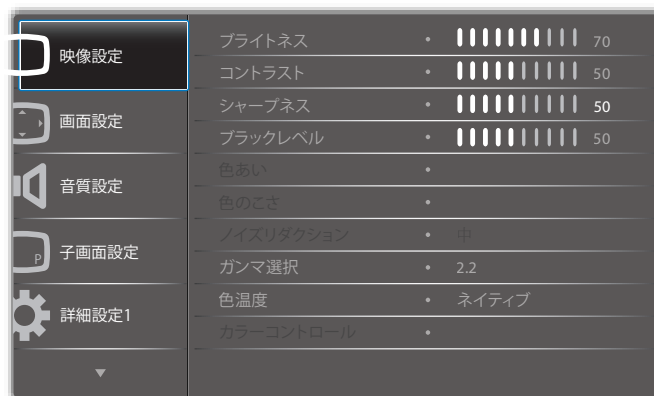 映像設定
画面設定
音質設定
P
子画面設定
詳細設定1
▼
ブライトネス • 70
コントラスト • 50
シャープネス • 50
ブラックレベル • 50
色あい •
色のこさ •
ノイズリダクション • 中
ガンマ選択 • 2.2
色温度 • ネイティブ
カラーコントロール •